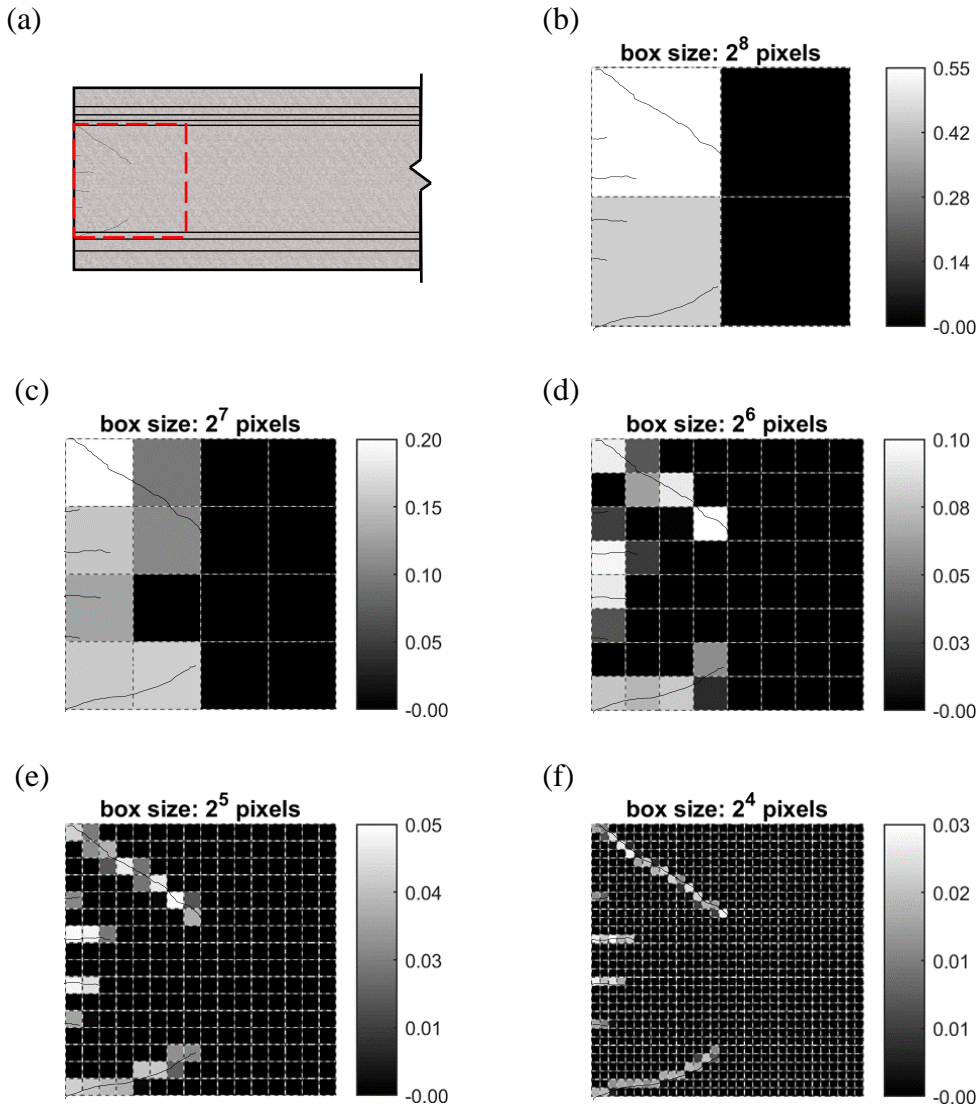 (a)
(b)
box size: 2⁸ pixels
0.55
0.42
0.28
0.14
-0.00
(c)
box size: 2⁷ pixels
0.20
0.15
0.10
0.05
-0.00
(d)
box size: 2⁶ pixels
0.10
0.08
0.05
0.03
-0.00
(e)
box size: 2⁵ pixels
0.05
0.04
0.03
0.01
-0.00
(f)
box size: 2⁴ pixels
0.03
0.02
0.01
0.01
-0.00